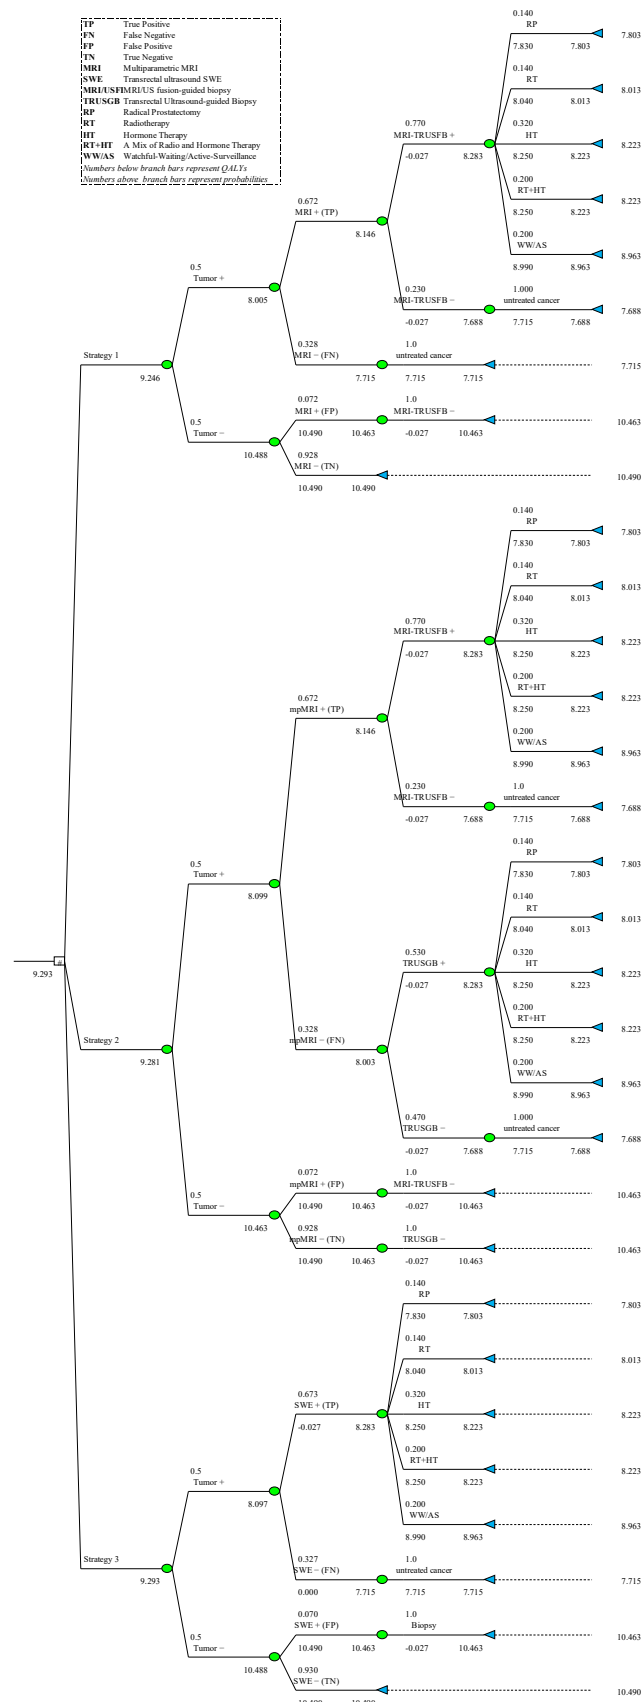 TP True Positive
FN False Negative
FP False Positive
TN True Negative
MRI Multiparametric MRI
SWE Transrectal ultrasound SWE
MRI/USFI MRI/US fusion-guided biopsy
TRUSGB Transrectal Ultrasound-guided Biopsy
RP Radical Prostatectomy
RT Radiotherapy
HT Hormone Therapy
RT+HT A Mix of Radio and Hormone Therapy
WW/AS Watchful-Waiting/Active-Surveillance
Numbers below branch bars represent QALYs
Numbers above branch bars represent probabilities
#
9.293
Strategy 1
9.246
0.5
Tumor +
8.005
0.672
MRI + (TP)
8.146
0.770
MRI-TRUSFB +
-0.027 8.283
0.140
RP
7.830 7.803 7.803
0.140
RT
8.040 8.013 8.013
0.320
HT
8.250 8.223 8.223
0.200
RT+HT
8.250 8.223 8.223
0.200
WW/AS
8.990 8.963 8.963
0.230 1.000
MRI-TRUSFB − untreated cancer
-0.027 7.688 7.715 7.688 7.688
0.328 1.0
MRI − (FN) untreated cancer
7.715 7.715 7.715 7.715
0.5
Tumor −
10.488
0.072 1.0
MRI + (FP) MRI-TRUSFB −
10.490 10.463 -0.027 10.463 10.463
0.928
MRI − (TN)
10.490 10.490 10.490
Strategy 2
9.281
0.5
Tumor +
8.099
0.672
mpMRI + (TP)
8.146
0.770
MRI-TRUSFB +
-0.027 8.283
0.140
RP
7.830 7.803 7.803
0.140
RT
8.040 8.013 8.013
0.320
HT
8.250 8.223 8.223
0.200
RT+HT
8.250 8.223 8.223
0.200
WW/AS
8.990 8.963 8.963
0.230 1.0
MRI-TRUSFB − untreated cancer
-0.027 7.688 7.715 7.688 7.688
0.328
mpMRI − (FN)
8.003
0.530
TRUSGB +
-0.027 8.283
0.140
RP
7.830 7.803 7.803
0.140
RT
8.040 8.013 8.013
0.320
HT
8.250 8.223 8.223
0.200
RT+HT
8.250 8.223 8.223
0.200
WW/AS
8.990 8.963 8.963
0.470 1.000
TRUSGB − untreated cancer
-0.027 7.688 7.715 7.688 7.688
0.5
Tumor −
10.463
0.072 1.0
mpMRI + (FP) MRI-TRUSFB −
10.490 10.463 -0.027 10.463 10.463
0.928 1.0
mpMRI − (TN) TRUSGB −
10.490 10.463 -0.027 10.463 10.463
Strategy 3
9.293
0.5
Tumor +
8.097
0.673
SWE + (TP)
-0.027 8.283
0.140
RP
7.830 7.803 7.803
0.140
RT
8.040 8.013 8.013
0.320
HT
8.250 8.223 8.223
0.200
RT+HT
8.250 8.223 8.223
0.200
WW/AS
8.990 8.963 8.963
0.327 1.0
SWE − (FN) untreated cancer
0.000 7.715 7.715 7.715 7.715
0.5
Tumor −
10.488
0.070 1.0
SWE + (FP) Biopsy
10.490 10.463 -0.027 10.463 10.463
0.930
SWE − (TN)
10.490